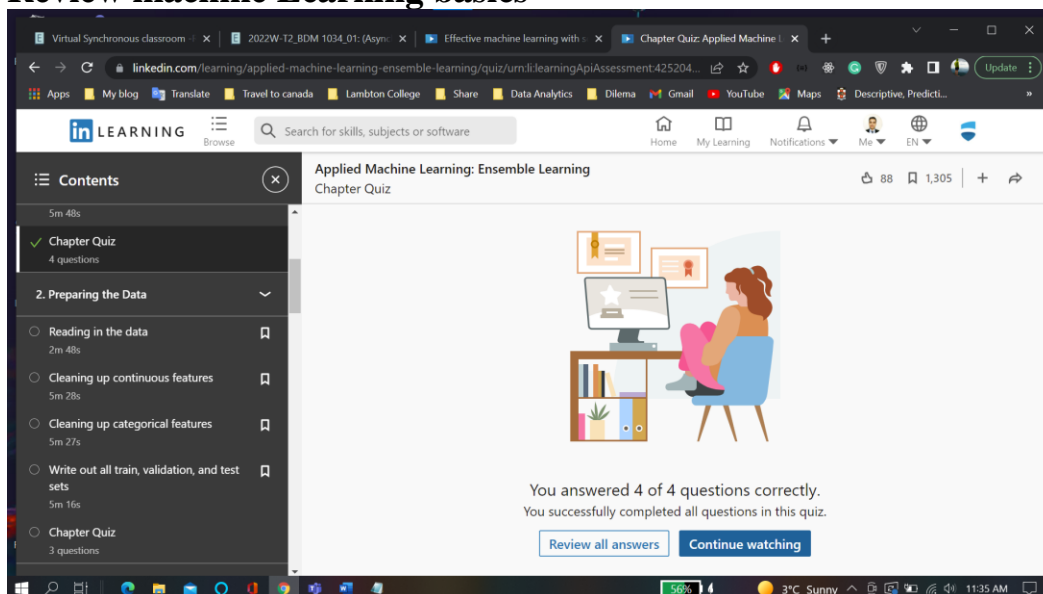 Review machine Learning basics
Virtual Synchronous classroom
2022W-T2_BDM 1034_01: (Async
Effective machine learning with s
Chapter Quiz: Applied Machine L
linkedin.com/learning/applied-machine-learning-ensemble-learning/quiz/urn:li:learningApiAssessment:425204...
Update
Apps
My blog
Translate
Travel to canada
Lambton College
Share
Data Analytics
Dilema
Gmail
YouTube
Maps
Descriptive, Predicti...
»
in LEARNING
Browse
Search for skills, subjects or software
Home
My Learning
Notifications
Me
EN
Contents
Applied Machine Learning: Ensemble Learning
Chapter Quiz
88
1,305
5m 48s
Chapter Quiz
4 questions
2. Preparing the Data
Reading in the data
2m 48s
Cleaning up continuous features
5m 28s
Cleaning up categorical features
5m 27s
Write out all train, validation, and test
sets
5m 16s
Chapter Quiz
3 questions
You answered 4 of 4 questions correctly.
You successfully completed all questions in this quiz.
Review all answers
Continue watching
56%
3°C Sunny
11:35 AM